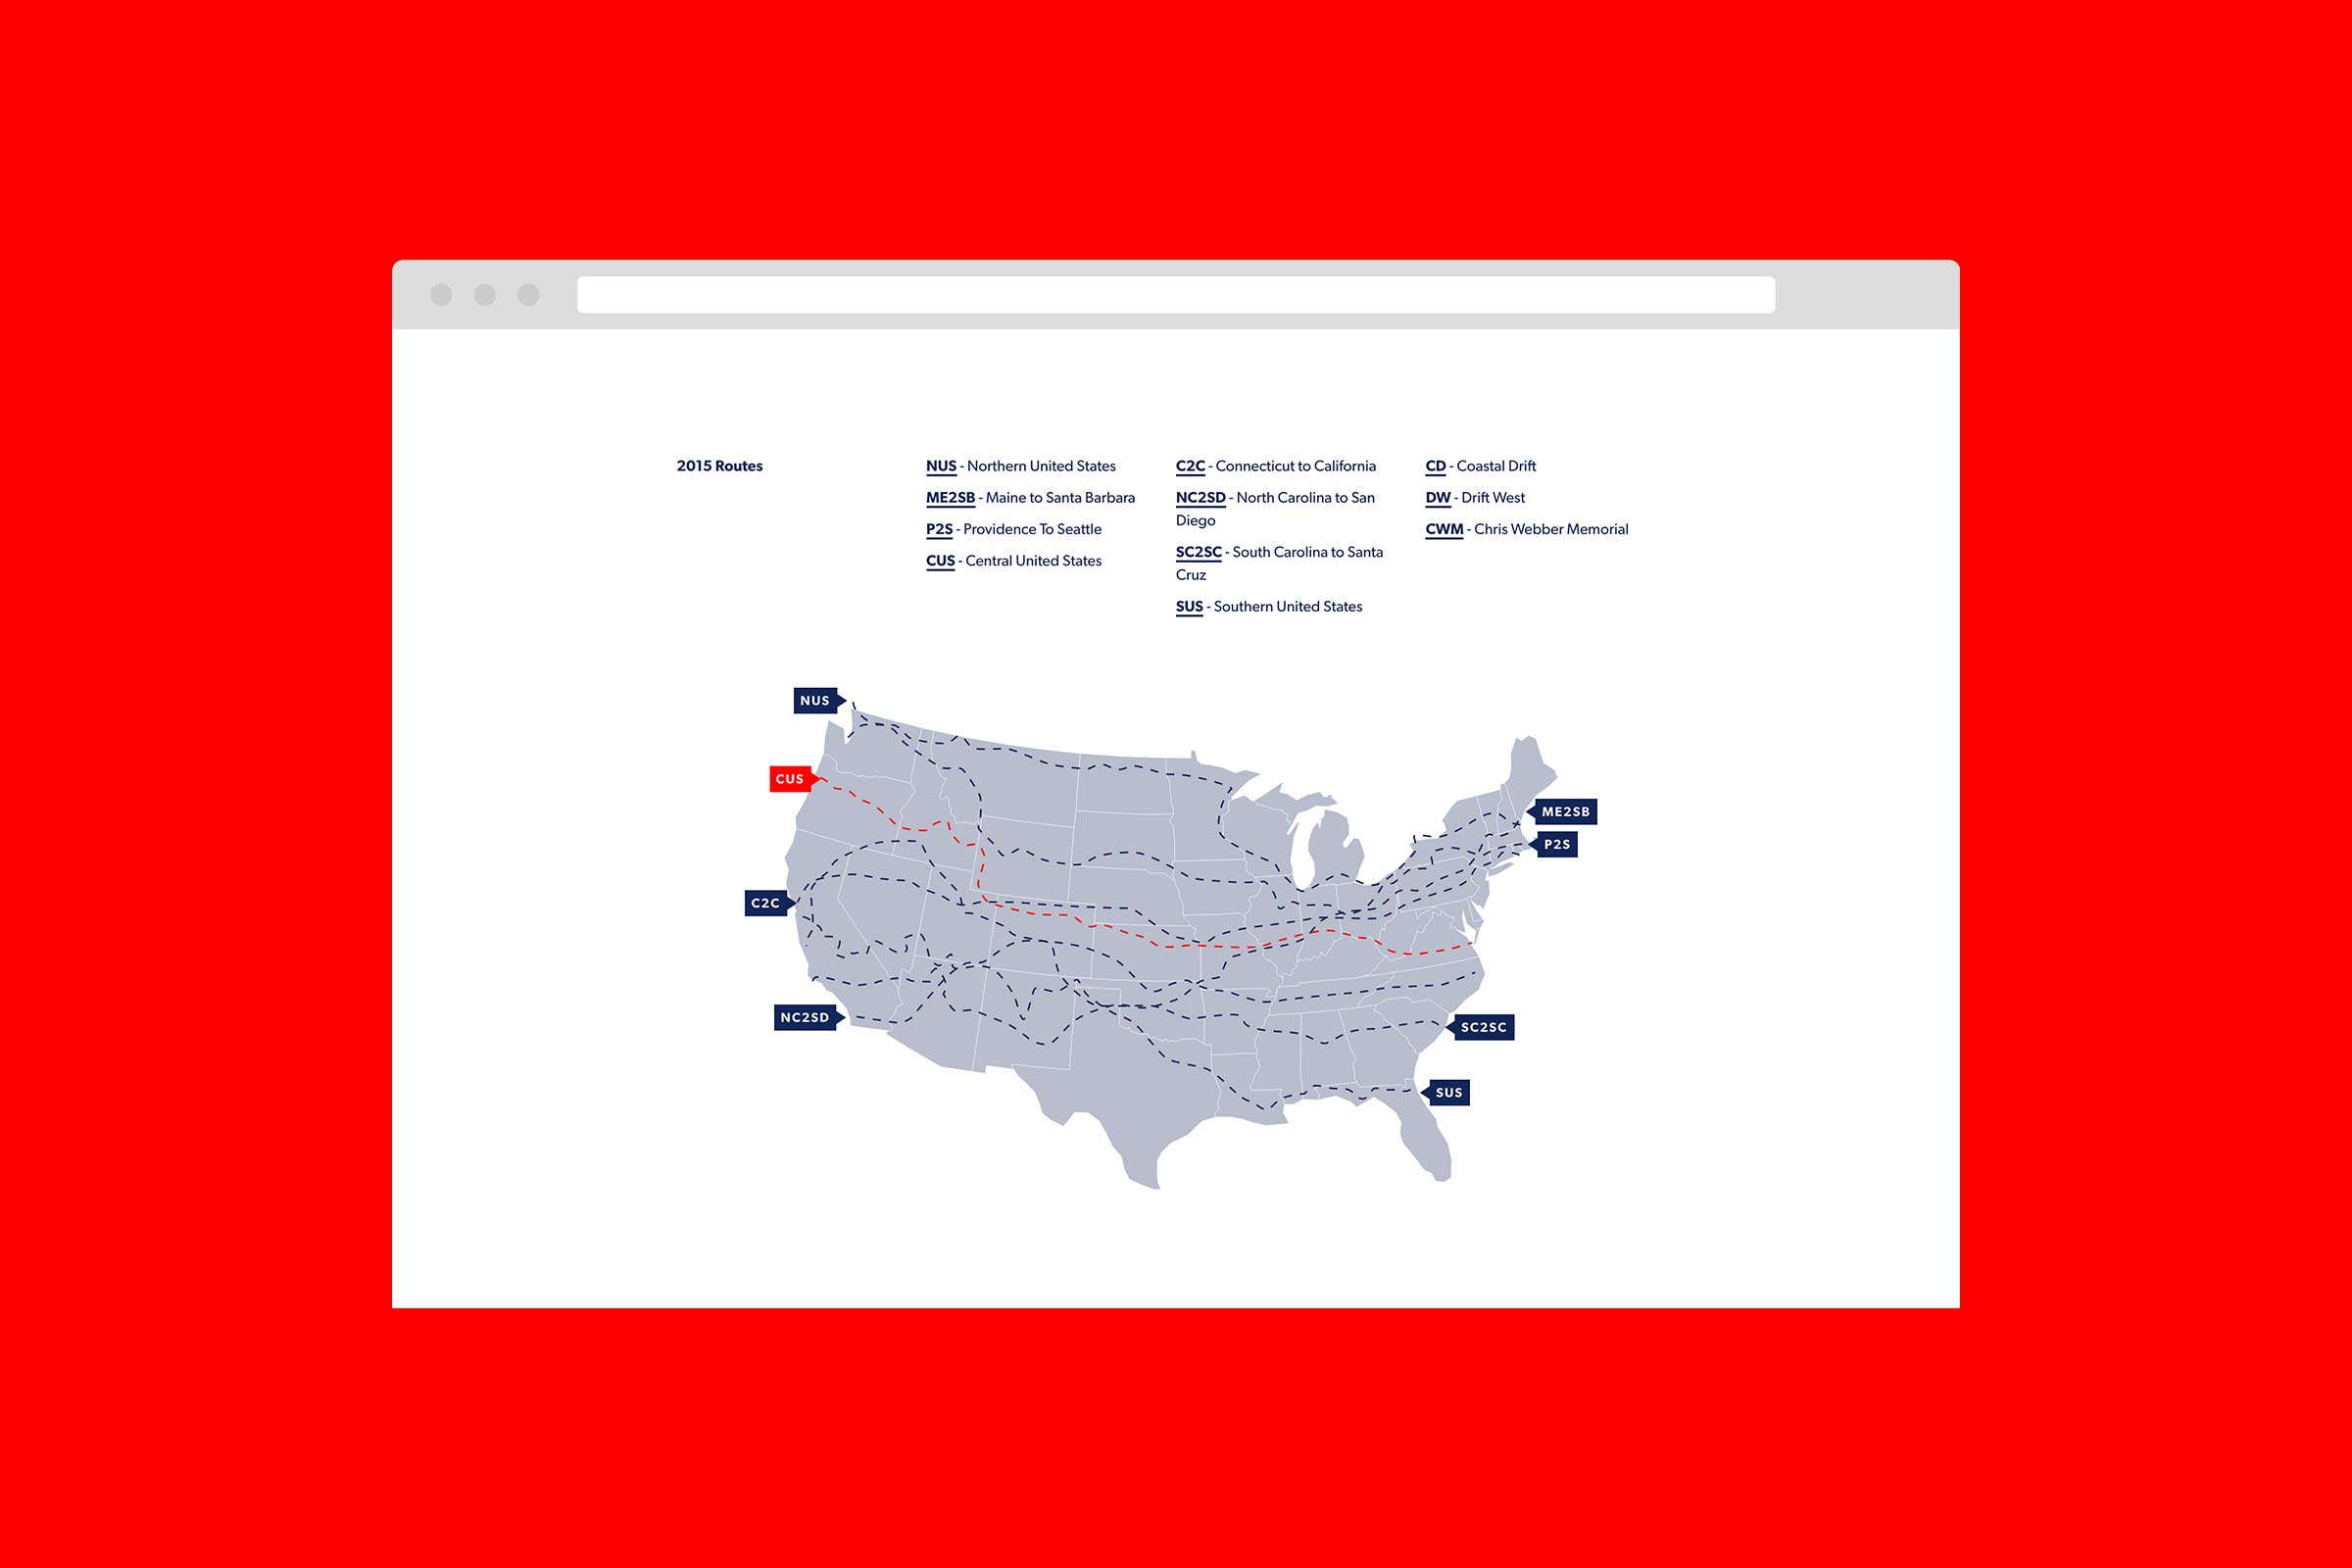 2015 Routes
NUS - Northern United States
ME2SB - Maine to Santa Barbara
P2S - Providence To Seattle
CUS - Central United States
C2C - Connecticut to California
NC2SD - North Carolina to San
Diego
SC2SC - South Carolina to Santa
Cruz
SUS - Southern United States
CD - Coastal Drift
DW - Drift West
CWM - Chris Webber Memorial
NUS
CUS
ME2SB
P2S
C2C
NC2SD
SC2SC
SUS